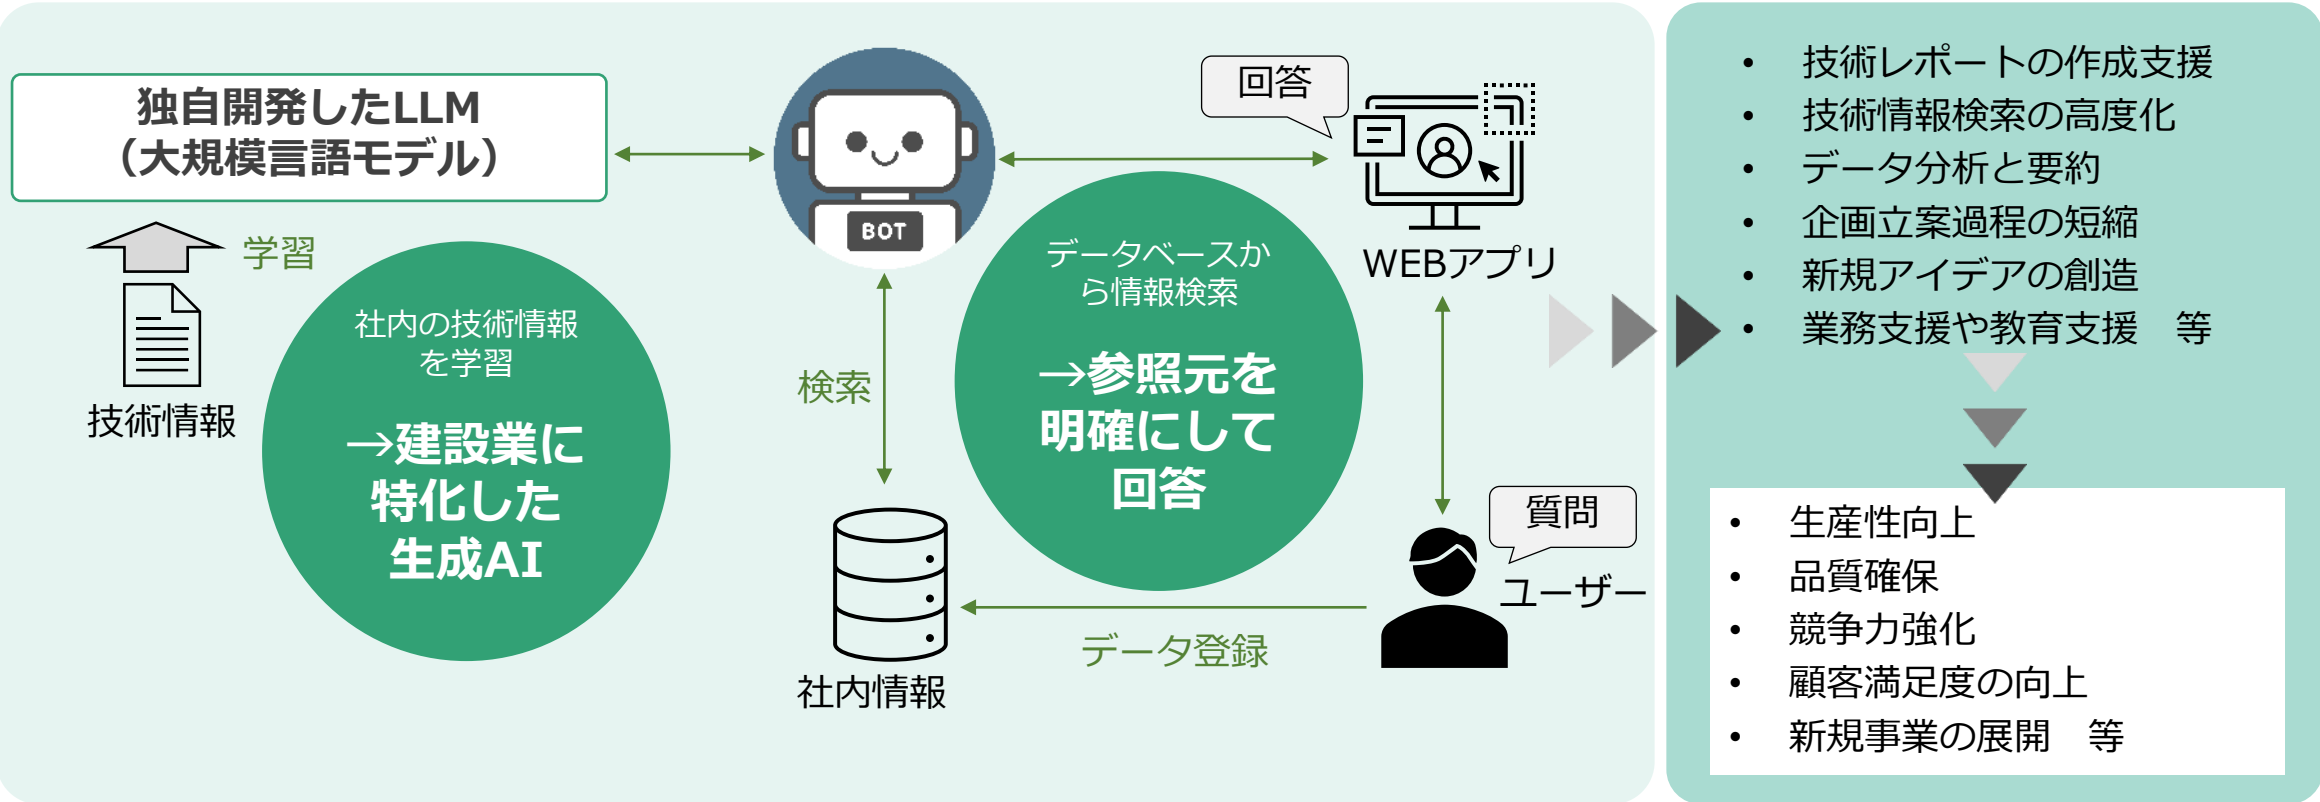 独自開発したLLM
（大規模言語モデル）
学習
技術情報
社内の技術情報
を学習
→建設業に
特化した
生成AI
BOT
検索
社内情報
データベースか
ら情報検索
→参照元を
明確にして
回答
回答
WEBアプリ
質問
ユーザー
データ登録
• 技術レポートの作成支援
• 技術情報検索の高度化
• データ分析と要約
• 企画立案過程の短縮
• 新規アイデアの創造
• 業務支援や教育支援　等
• 生産性向上
• 品質確保
• 競争力強化
• 顧客満足度の向上
• 新規事業の展開　等